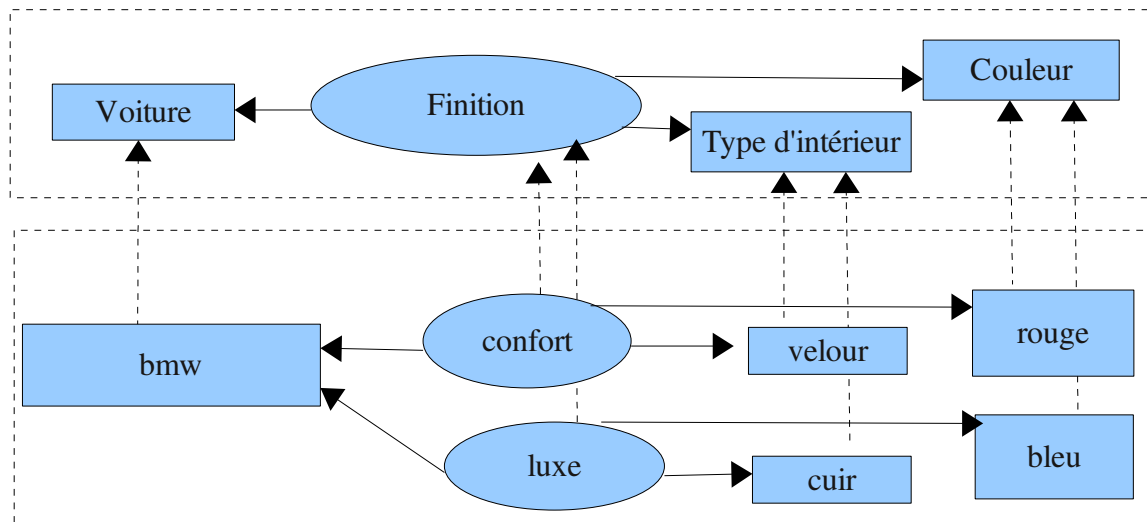 Couleur
Voiture
Finition
Type d'intérieur
confort
rouge
velour
bmw
bleu
luxe
cuir